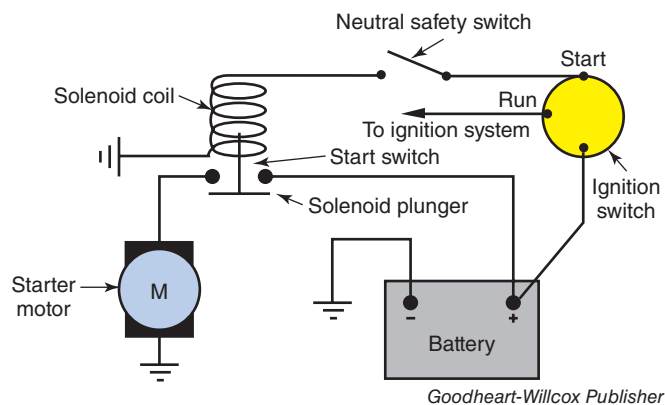 Neutral safety switch
Start
Solenoid coil
Run
To ignition system
Start switch
Ignition
switch
Solenoid plunger
Starter
motor
M
- +
Battery
Goodheart-Willcox Publisher